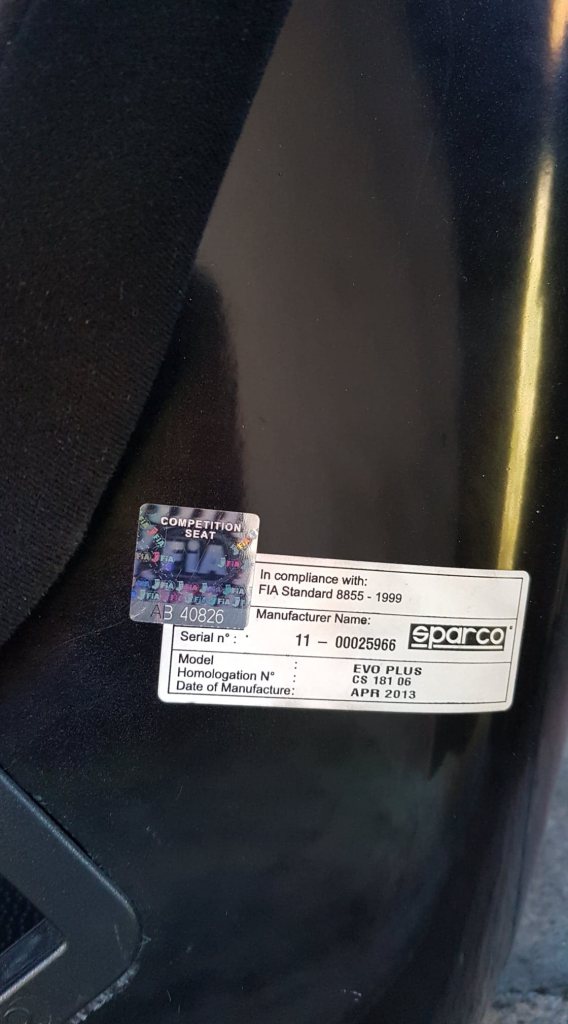 COMPETITION
SEAT
FIA
AB 40826
In compliance with:
FIA Standard 8855 - 1999
Manufacturer Name:
Serial n° : 11 - 00025966 sparco
Model : EVO PLUS
Homologation N° : CS 181 06
Date of Manufacture: APR 2013